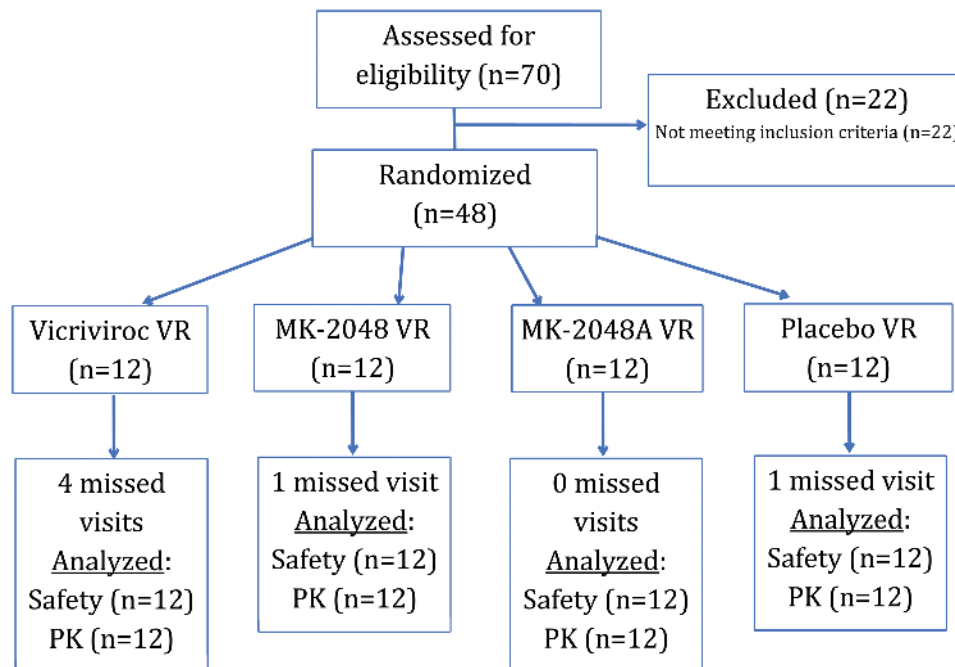 Assessed for
eligibility (n=70)
Excluded (n=22)
Not meeting inclusion criteria (n=22)
Randomized
(n=48)
Vicriviroc VR
(n=12)
MK-2048 VR
(n=12)
MK-2048A VR
(n=12)
Placebo VR
(n=12)
4 missed
visits
Analyzed:
Safety (n=12)
PK (n=12)
1 missed visit
Analyzed:
Safety (n=12)
PK (n=12)
0 missed
visits
Analyzed:
Safety (n=12)
PK (n=12)
1 missed visit
Analyzed:
Safety (n=12)
PK (n=12)